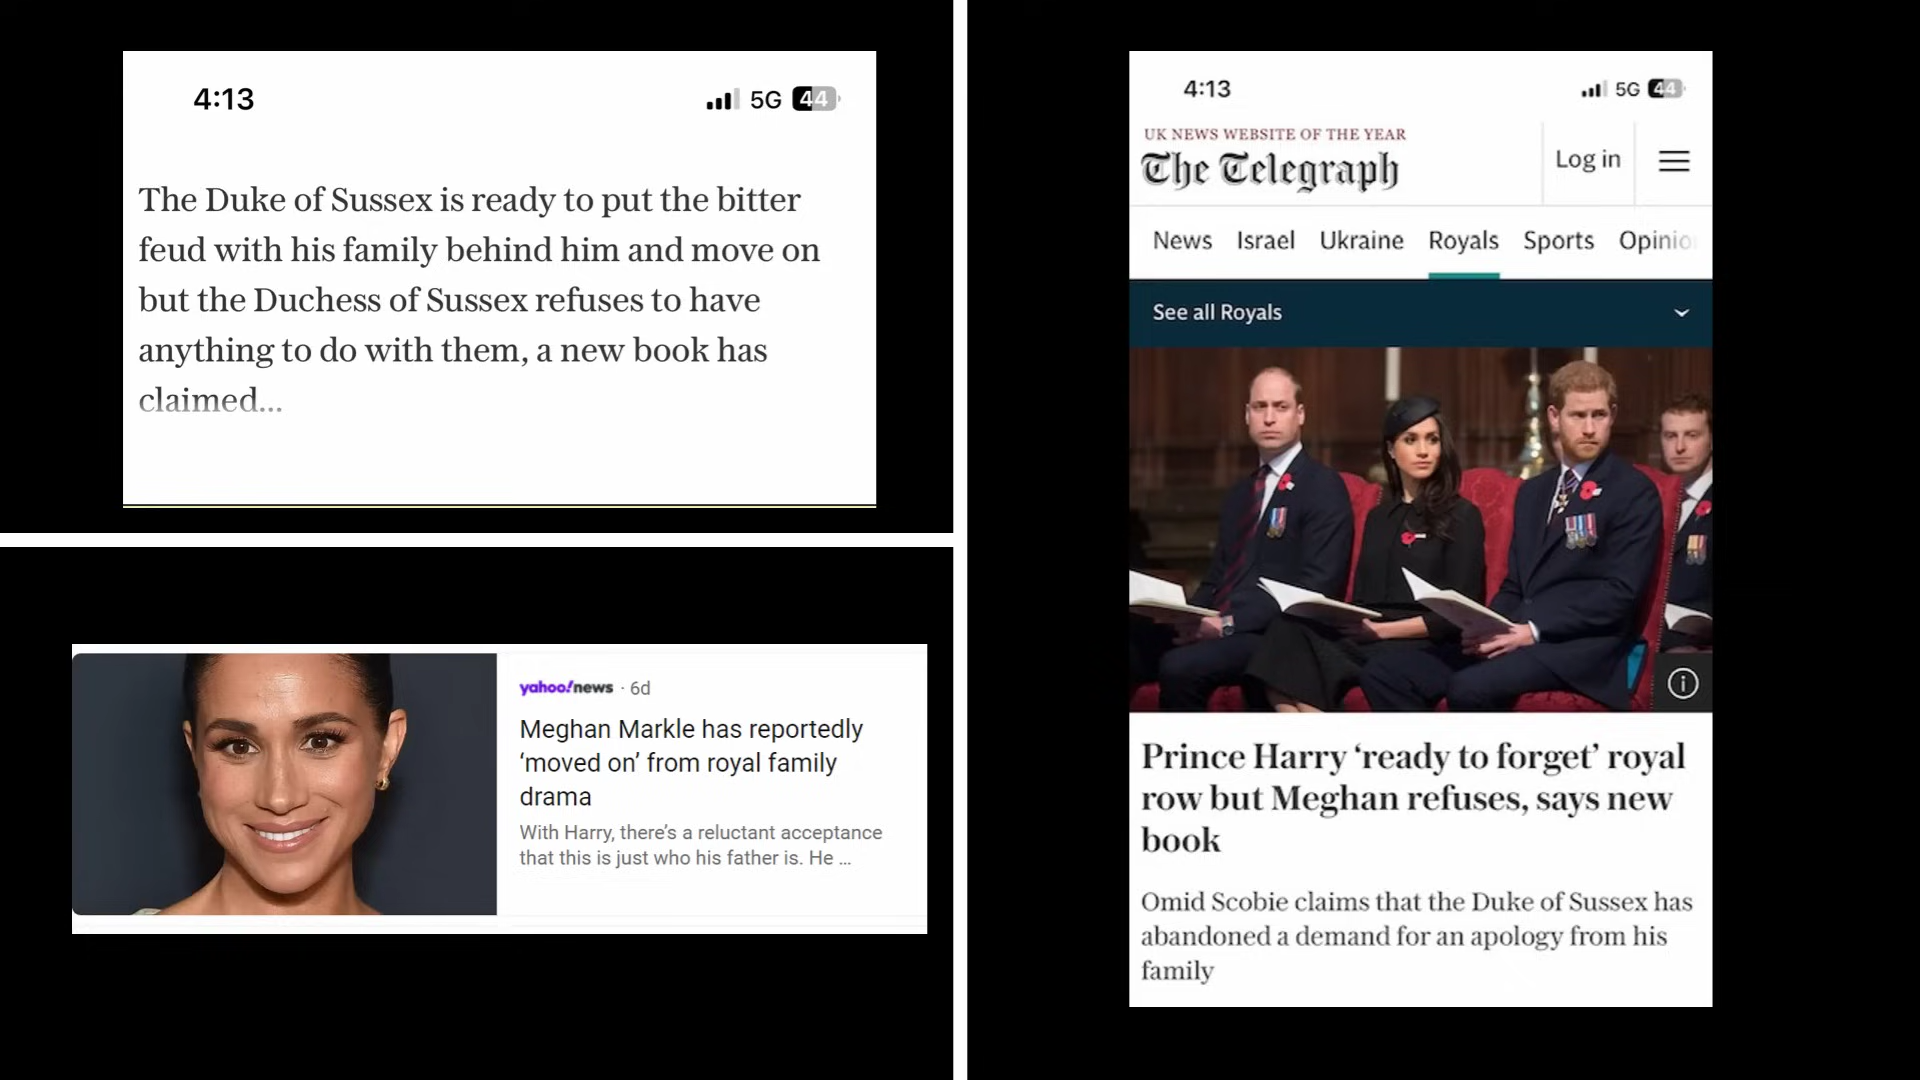 4:13
5G 44
The Duke of Sussex is ready to put the bitter
feud with his family behind him and move on
but the Duchess of Sussex refuses to have
anything to do with them, a new book has
claimed...
yahoo!news · 6d
Meghan Markle has reportedly
‘moved on’ from royal family
drama
With Harry, there’s a reluctant acceptance
that this is just who his father is. He ...
4:13
5G 44
UK NEWS WEBSITE OF THE YEAR
The Telegraph
Log in
News Israel Ukraine Royals Sports Opinio
See all Royals
Prince Harry ‘ready to forget’ royal
row but Meghan refuses, says new
book
Omid Scobie claims that the Duke of Sussex has
abandoned a demand for an apology from his
family